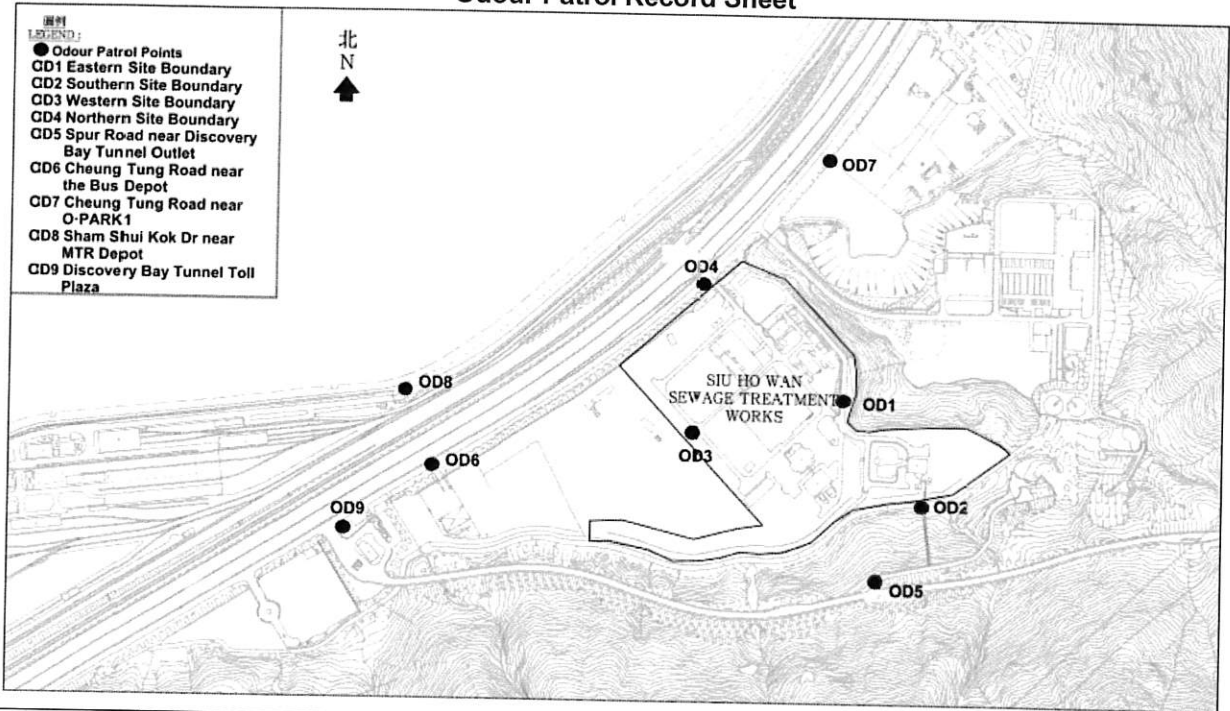 Odour Patrol Record Sheet
圖例
LEGEND:
Odour Patrol Points
OD1 Eastern Site Boundary
OD2 Southern Site Boundary
OD3 Western Site Boundary
OD4 Northern Site Boundary
OD5 Spur Road near Discovery
Bay Tunnel Outlet
OD6 Cheung Tung Road near
the Bus Depot
OD7 Cheung Tung Road near
O·PARK1
OD8 Sham Shui Kok Dr near
MTR Depot
OD9 Discovery Bay Tunnel Toll
Plaza
北
N
OD7
OD4
OD8
SIU HO WAN
SEWAGE TREATMENT
WORKS
OD1
OD3
OD6
OD2
OD9
OD5